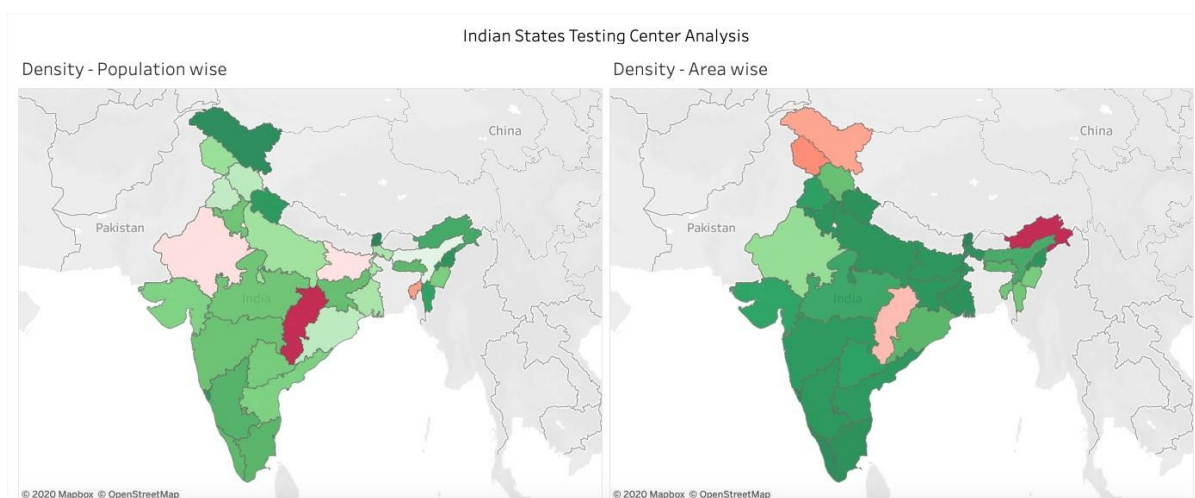 Indian States Testing Center Analysis
Density - Population wise
Density - Area wise
China
Pakistan
India
© 2020 Mapbox © OpenStreetMap
China
Pakistan
India
© 2020 Mapbox © OpenStreetMap